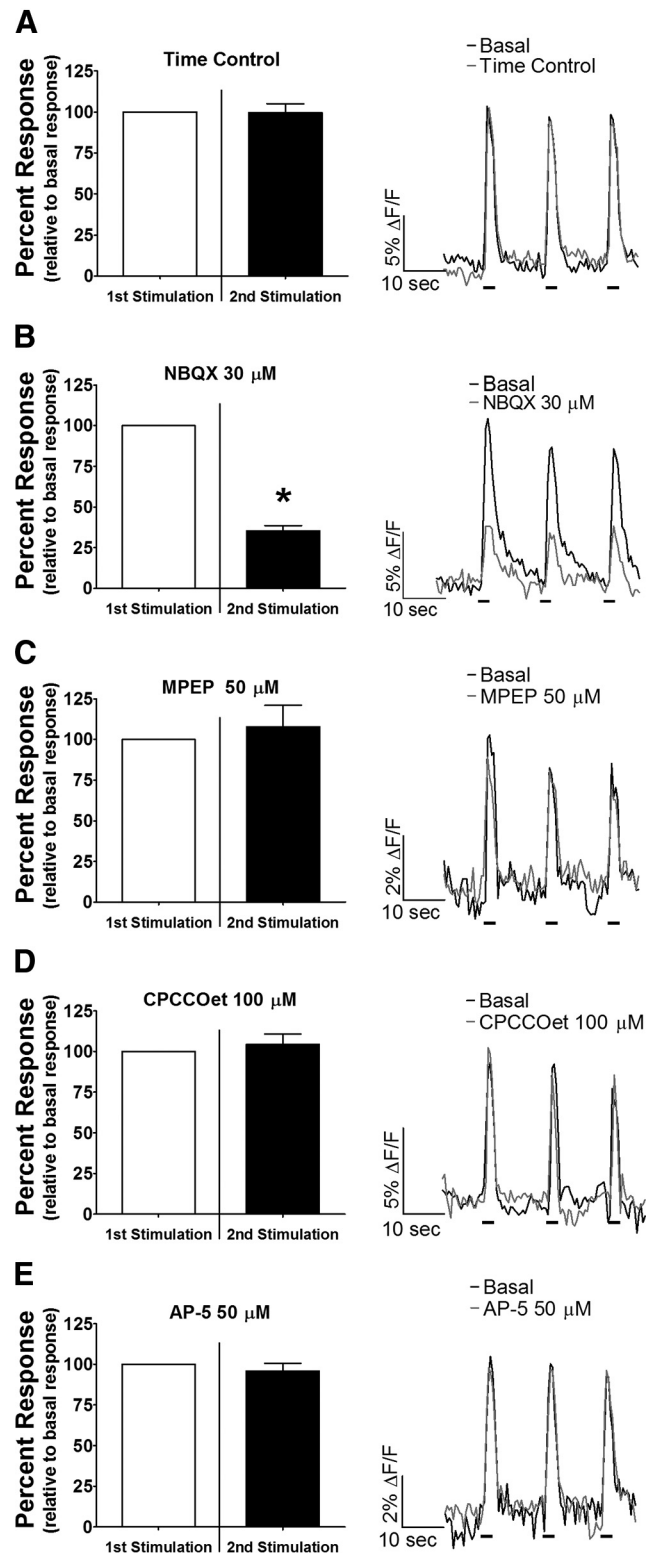 A
Time Control
Percent Response
(relative to basal response)
125
100
75
50
25
0
1st Stimulation
2nd Stimulation
Basal
Time Control
5% ΔF/F
10 sec
B
NBQX 30 μM
Percent Response
(relative to basal response)
125
100
75
50
25
0
*
1st Stimulation
2nd Stimulation
Basal
NBQX 30 μM
5% ΔF/F
10 sec
C
MPEP 50 μM
Percent Response
(relative to basal response)
125
100
75
50
25
0
1st Stimulation
2nd Stimulation
Basal
MPEP 50 μM
2% ΔF/F
10 sec
D
CPCCOet 100 μM
Percent Response
(relative to basal response)
125
100
75
50
25
0
1st Stimulation
2nd Stimulation
Basal
CPCCOet 100 μM
5% ΔF/F
10 sec
E
AP-5 50 μM
Percent Response
(relative to basal response)
125
100
75
50
25
0
1st Stimulation
2nd Stimulation
Basal
AP-5 50 μM
2% ΔF/F
10 sec